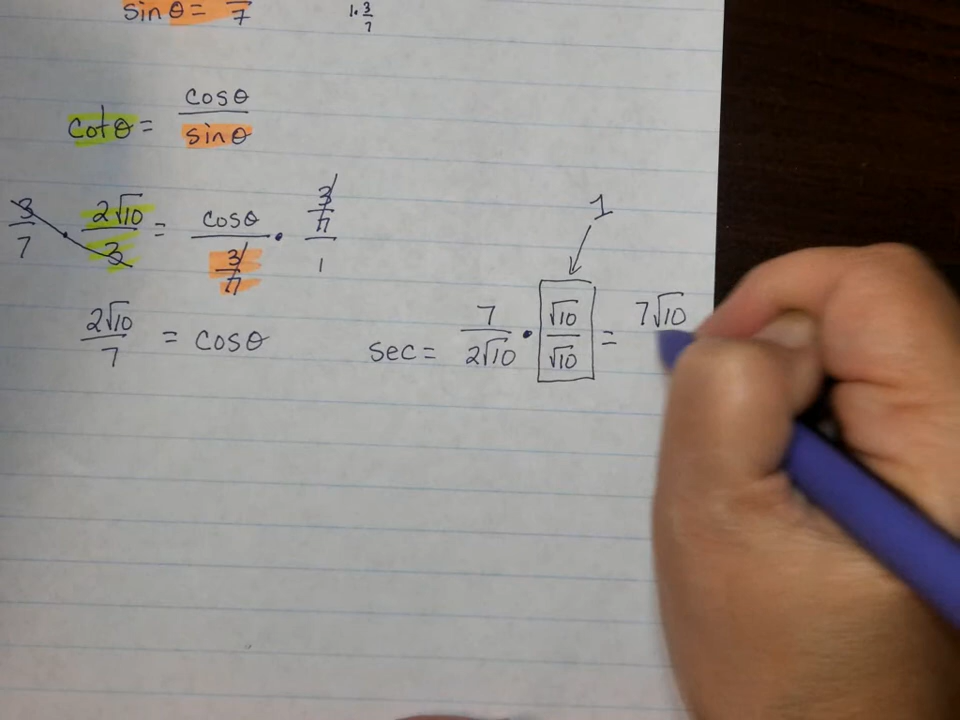 sinθ = /7
1·3/7
cotθ = cosθ/sinθ
3/7 · 2√10/3 = cosθ/(3/7) · (3/7)/1
1
2√10/7 = cosθ
sec = 7/2√10 · √10/√10 = 7√10